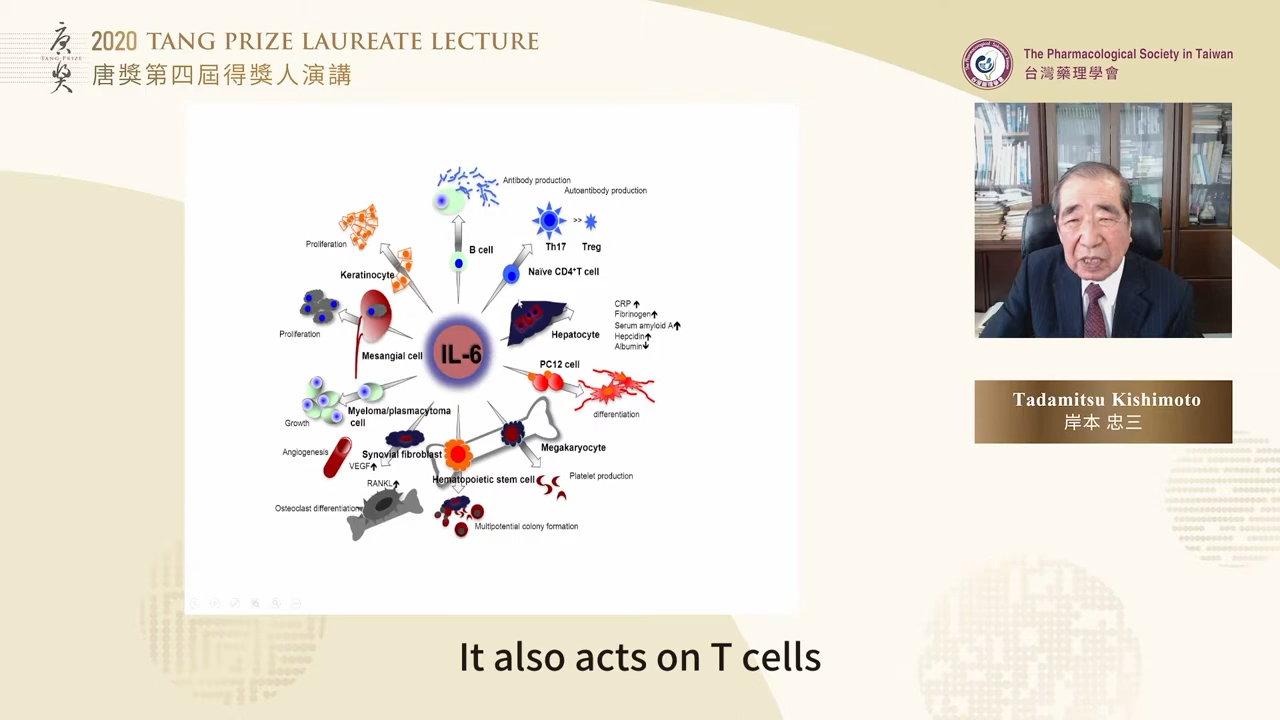 唐獎
TANG PRIZE
2020 TANG PRIZE LAUREATE LECTURE
唐獎第四屆得獎人演講
The Pharmacological Society in Taiwan
台灣藥理學會
Antibody production
Autoantibody production
>>
Th17
Treg
B cell
Naïve CD4+T cell
Proliferation
Keratinocyte
CRP ↑
Fibrinogen↑
Serum amyloid A↑
Hepcidin↑
Albumin↓
Hepatocyte
Proliferation
Mesangial cell
IL-6
PC12 cell
differentiation
Myeloma/plasmacytoma
cell
Growth
Angiogenesis
VEGF↑
Synovial fibroblast
Megakaryocyte
Platelet production
RANKL↑
Hematopoietic stem cell
Osteoclast differentiation
Multipotential colony formation
Tadamitsu Kishimoto
岸本 忠三
It also acts on T cells